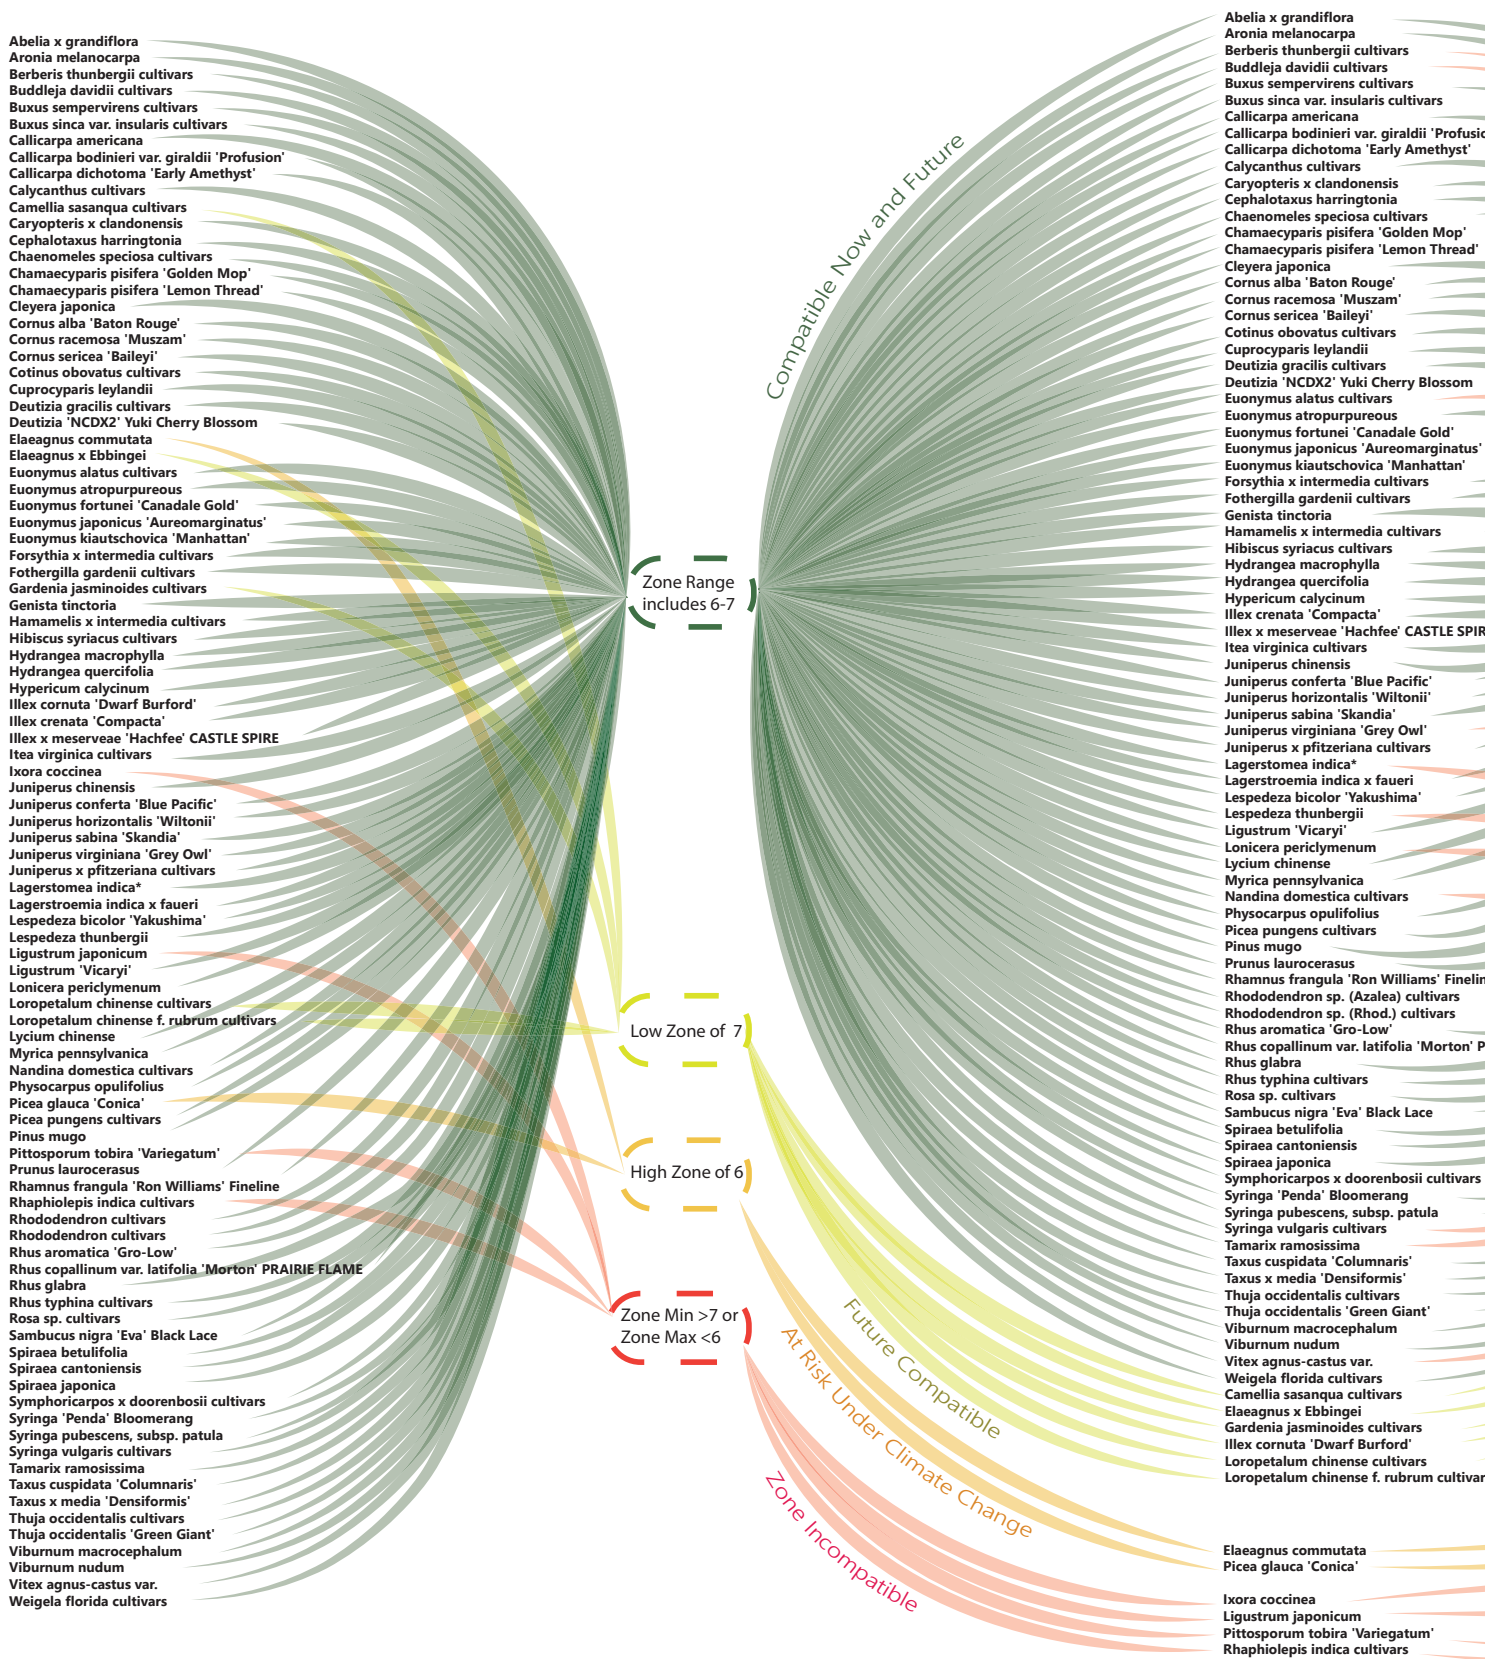 Abelia x grandiflora
Aronia melanocarpa
Berberis thunbergii cultivars
Buddleja davidii cultivars
Buxus sempervirens cultivars
Buxus sinca var. insularis cultivars
Callicarpa americana
Callicarpa bodinieri var. giraldii 'Profusion'
Callicarpa dichotoma 'Early Amethyst'
Calycanthus cultivars
Camellia sasanqua cultivars
Caryopteris x clandonensis
Cephalotaxus harringtonia
Chaenomeles speciosa cultivars
Chamaecyparis pisifera 'Golden Mop'
Chamaecyparis pisifera 'Lemon Thread'
Cleyera japonica
Cornus alba 'Baton Rouge'
Cornus racemosa 'Muszam'
Cornus sericea 'Baileyi'
Cotinus obovatus cultivars
Cuprocyparis leylandii
Deutizia gracilis cultivars
Deutizia 'NCDX2' Yuki Cherry Blossom
Elaeagnus commutata
Elaeagnus x Ebbingei
Euonymus alatus cultivars
Euonymus atropurpureous
Euonymus fortunei 'Canadale Gold'
Euonymus japonicus 'Aureomarginatus'
Euonymus kiautschovica 'Manhattan'
Forsythia x intermedia cultivars
Fothergilla gardenii cultivars
Gardenia jasminoides cultivars
Genista tinctoria
Hamamelis x intermedia cultivars
Hibiscus syriacus cultivars
Hydrangea macrophylla
Hydrangea quercifolia
Hypericum calycinum
Illex cornuta 'Dwarf Burford'
Illex crenata 'Compacta'
Illex x meserveae 'Hachfee' CASTLE SPIRE
Itea virginica cultivars
Ixora coccinea
Juniperus chinensis
Juniperus conferta 'Blue Pacific'
Juniperus horizontalis 'Wiltonii'
Juniperus sabina 'Skandia'
Juniperus virginiana 'Grey Owl'
Juniperus x pfitzeriana cultivars
Lagerstomea indica*
Lagerstroemia indica x faueri
Lespedeza bicolor 'Yakushima'
Lespedeza thunbergii
Ligustrum japonicum
Ligustrum 'Vicaryi'
Lonicera periclymenum
Loropetalum chinense cultivars
Loropetalum chinense f. rubrum cultivars
Lycium chinense
Myrica pennsylvanica
Nandina domestica cultivars
Physocarpus opulifolius
Picea glauca 'Conica'
Picea pungens cultivars
Pinus mugo
Pittosporum tobira 'Variegatum'
Prunus laurocerasus
Rhamnus frangula 'Ron Williams' Fineline
Rhaphiolepis indica cultivars
Rhododendron cultivars
Rhododendron cultivars
Rhus aromatica 'Gro-Low'
Rhus copallinum var. latifolia 'Morton' PRAIRIE FLAME
Rhus glabra
Rhus typhina cultivars
Rosa sp. cultivars
Sambucus nigra 'Eva' Black Lace
Spiraea betulifolia
Spiraea cantoniensis
Spiraea japonica
Symphoricarpos x doorenbosii cultivars
Syringa 'Penda' Bloomerang
Syringa pubescens, subsp. patula
Syringa vulgaris cultivars
Tamarix ramosissima
Taxus cuspidata 'Columnaris'
Taxus x media 'Densiformis'
Thuja occidentalis cultivars
Thuja occidentalis 'Green Giant'
Viburnum macrocephalum
Viburnum nudum
Vitex agnus-castus var.
Weigela florida cultivars
Zone Range
includes 6-7
Low Zone of 7
High Zone of 6
Zone Min >7 or
Zone Max <6
Compatible Now and Future
Future Compatible
At Risk Under Climate Change
Zone Incompatible
Abelia x grandiflora
Aronia melanocarpa
Berberis thunbergii cultivars
Buddleja davidii cultivars
Buxus sempervirens cultivars
Buxus sinca var. insularis cultivars
Callicarpa americana
Callicarpa bodinieri var. giraldii 'Profusio
Callicarpa dichotoma 'Early Amethyst'
Calycanthus cultivars
Caryopteris x clandonensis
Cephalotaxus harringtonia
Chaenomeles speciosa cultivars
Chamaecyparis pisifera 'Golden Mop'
Chamaecyparis pisifera 'Lemon Thread'
Cleyera japonica
Cornus alba 'Baton Rouge'
Cornus racemosa 'Muszam'
Cornus sericea 'Baileyi'
Cotinus obovatus cultivars
Cuprocyparis leylandii
Deutizia gracilis cultivars
Deutizia 'NCDX2' Yuki Cherry Blossom
Euonymus alatus cultivars
Euonymus atropurpureous
Euonymus fortunei 'Canadale Gold'
Euonymus japonicus 'Aureomarginatus'
Euonymus kiautschovica 'Manhattan'
Forsythia x intermedia cultivars
Fothergilla gardenii cultivars
Genista tinctoria
Hamamelis x intermedia cultivars
Hibiscus syriacus cultivars
Hydrangea macrophylla
Hydrangea quercifolia
Hypericum calycinum
Illex crenata 'Compacta'
Illex x meserveae 'Hachfee' CASTLE SPIR
Itea virginica cultivars
Juniperus chinensis
Juniperus conferta 'Blue Pacific'
Juniperus horizontalis 'Wiltonii'
Juniperus sabina 'Skandia'
Juniperus virginiana 'Grey Owl'
Juniperus x pfitzeriana cultivars
Lagerstomea indica*
Lagerstroemia indica x faueri
Lespedeza bicolor 'Yakushima'
Lespedeza thunbergii
Ligustrum 'Vicaryi'
Lonicera periclymenum
Lycium chinense
Myrica pennsylvanica
Nandina domestica cultivars
Physocarpus opulifolius
Picea pungens cultivars
Pinus mugo
Prunus laurocerasus
Rhamnus frangula 'Ron Williams' Finelin
Rhododendron sp. (Azalea) cultivars
Rhododendron sp. (Rhod.) cultivars
Rhus aromatica 'Gro-Low'
Rhus copallinum var. latifolia 'Morton' P
Rhus glabra
Rhus typhina cultivars
Rosa sp. cultivars
Sambucus nigra 'Eva' Black Lace
Spiraea betulifolia
Spiraea cantoniensis
Spiraea japonica
Symphoricarpos x doorenbosii cultivars
Syringa 'Penda' Bloomerang
Syringa pubescens, subsp. patula
Syringa vulgaris cultivars
Tamarix ramosissima
Taxus cuspidata 'Columnaris'
Taxus x media 'Densiformis'
Thuja occidentalis cultivars
Thuja occidentalis 'Green Giant'
Viburnum macrocephalum
Viburnum nudum
Vitex agnus-castus var.
Weigela florida cultivars
Camellia sasanqua cultivars
Elaeagnus x Ebbingei
Gardenia jasminoides cultivars
Illex cornuta 'Dwarf Burford'
Loropetalum chinense cultivars
Loropetalum chinense f. rubrum cultivar
Elaeagnus commutata
Picea glauca 'Conica'
Ixora coccinea
Ligustrum japonicum
Pittosporum tobira 'Variegatum'
Rhaphiolepis indica cultivars